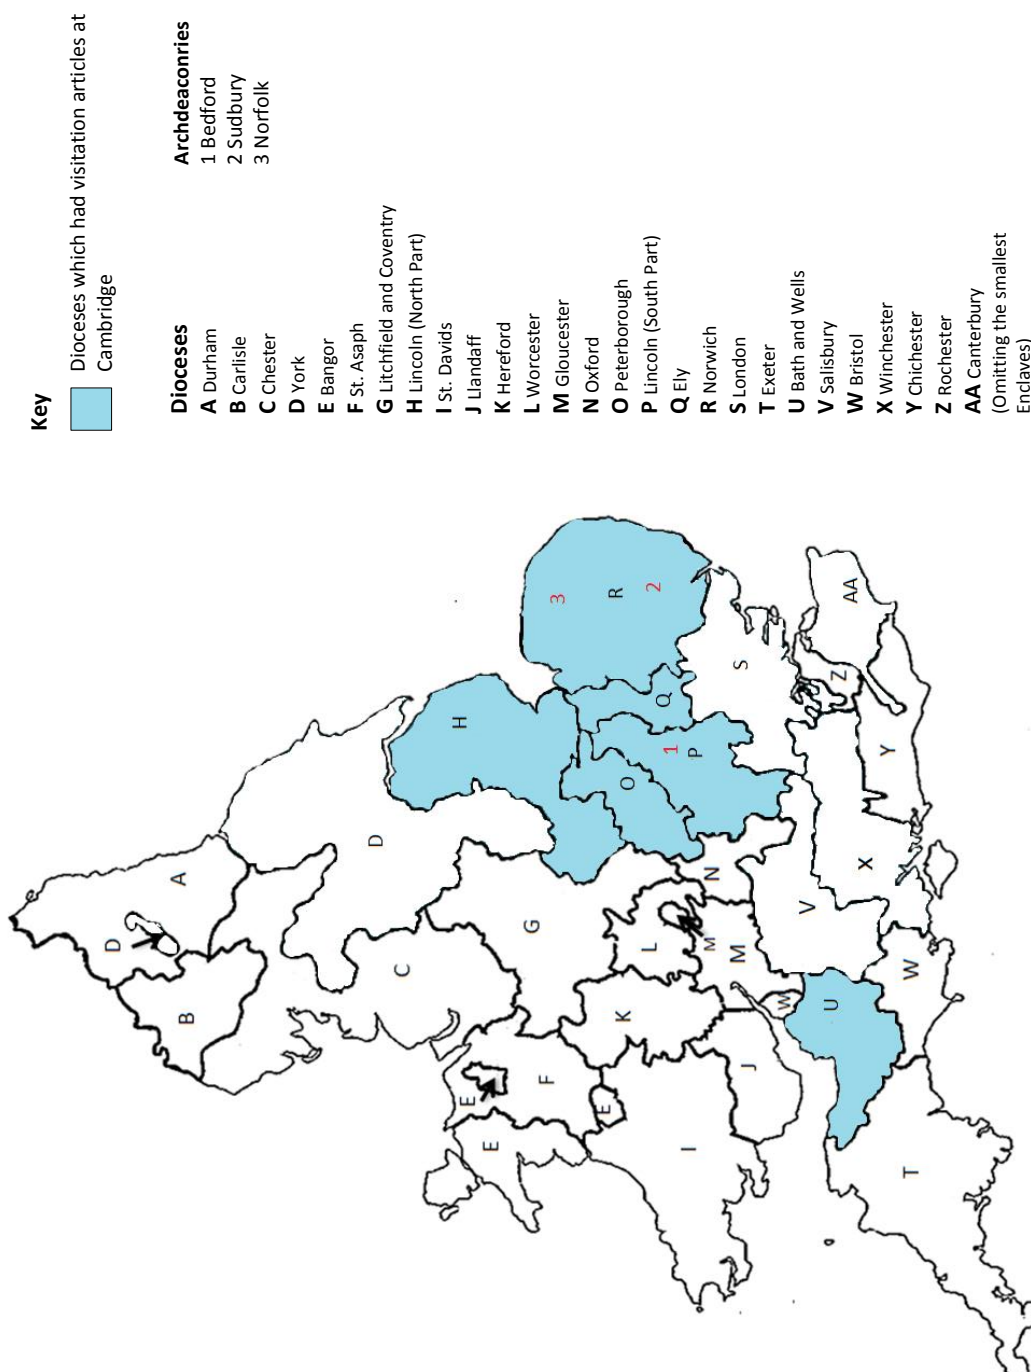 Key
Dioceses which had visitation articles at
Cambridge
Dioceses
A Durham
B Carlisle
C Chester
D York
E Bangor
F St. Asaph
G Litchfield and Coventry
H Lincoln (North Part)
I St. Davids
J Llandaff
K Hereford
L Worcester
M Gloucester
N Oxford
O Peterborough
P Lincoln (South Part)
Q Ely
R Norwich
S London
T Exeter
U Bath and Wells
V Salisbury
W Bristol
X Winchester
Y Chichester
Z Rochester
AA Canterbury
(Omitting the smallest
Enclaves)
Archdeaconries
1 Bedford
2 Sudbury
3 Norfolk
D
A
B
D
C
H
E
E
G
F
3
E
R
K
O
L
2
Q
1
I
P
M
N
M
S
J
W
V
U
Z
AA
X
Y
W
T